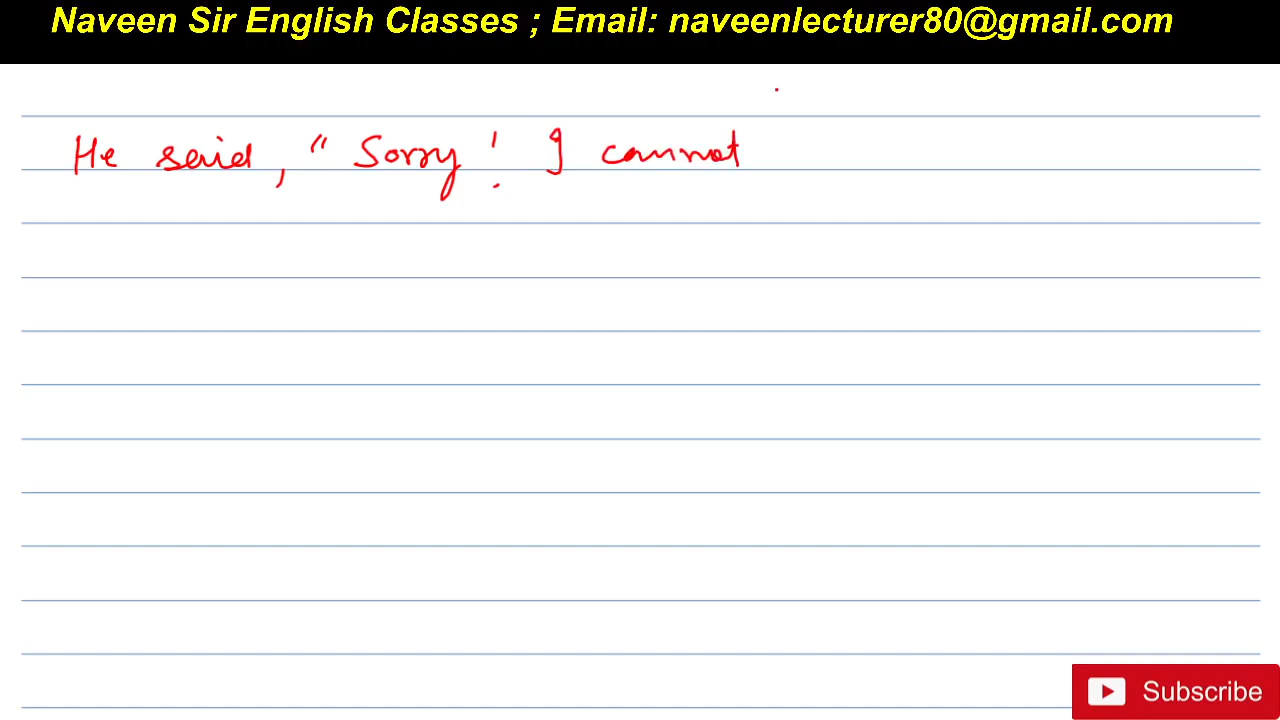 Naveen Sir English Classes ; Email: naveenlecturer80@gmail.com
He said, “ Sorry! I cannot
Subscribe